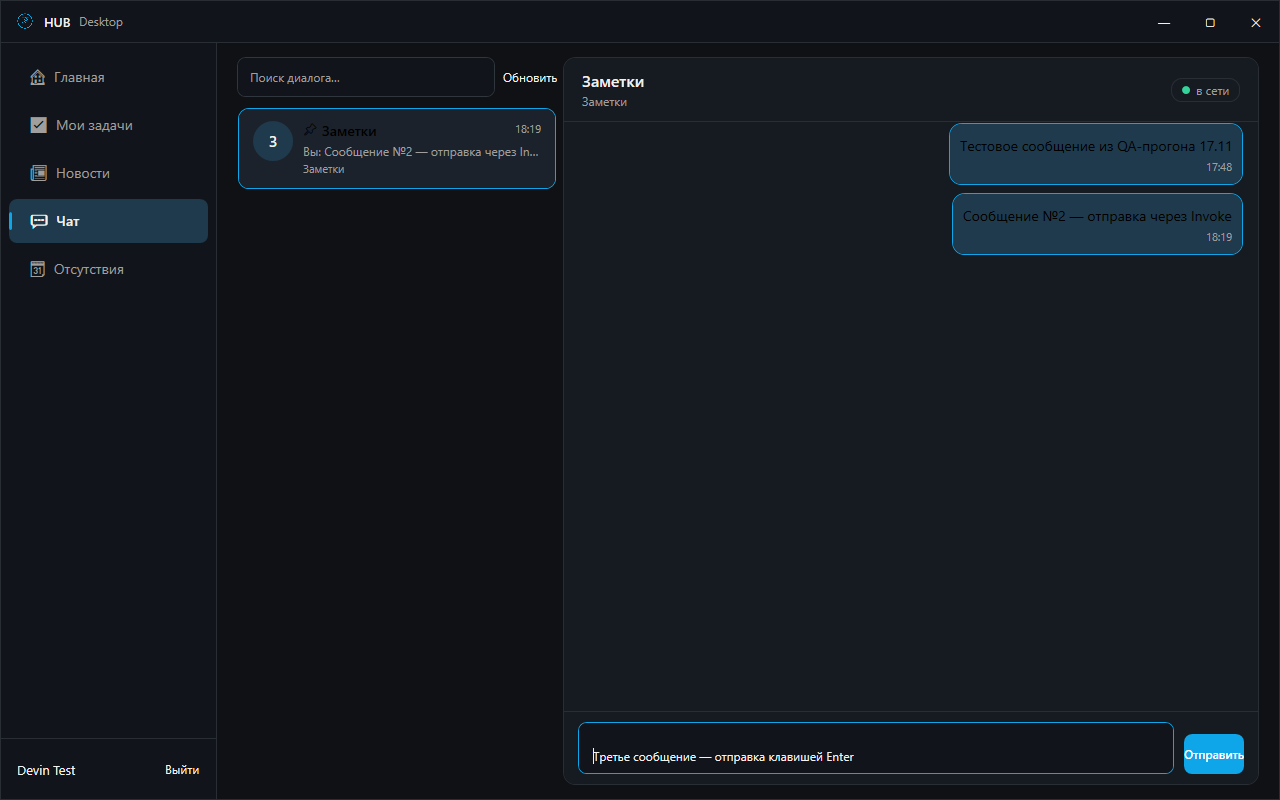 HUB Desktop
Главная
Мои задачи
Новости
Чат
31 Отсутствия
Devin Test Выйти
Поиск диалога... Обновить
З Заметки 18:19
Вы: Сообщение №2 — отправка через In...
Заметки
Заметки
Заметки
в сети
Тестовое сообщение из QA-прогона 17.11
17:48
Сообщение №2 — отправка через Invoke
18:19
Третье сообщение — отправка клавишей Enter
Отправить